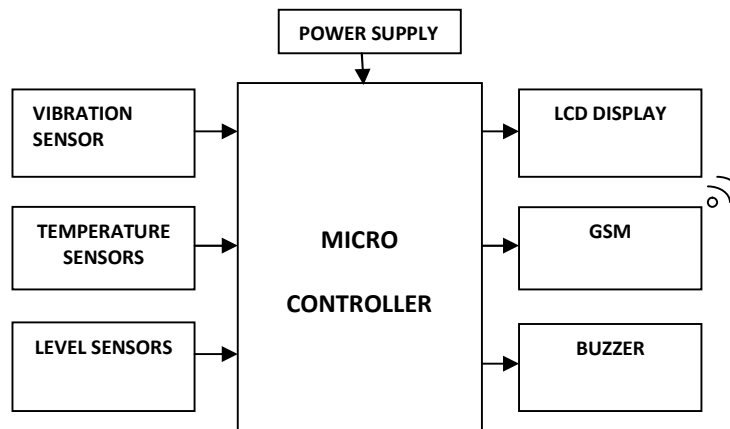 POWER SUPPLY
VIBRATION
SENSOR
TEMPERATURE
SENSORS
LEVEL SENSORS
MICRO
CONTROLLER
LCD DISPLAY
GSM
BUZZER